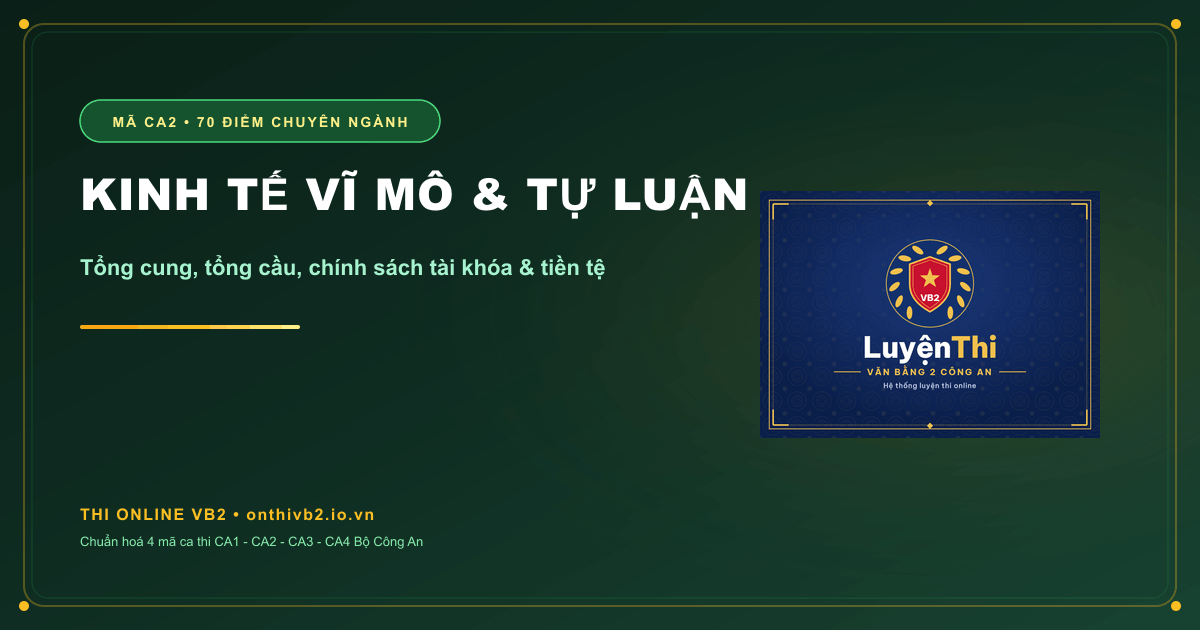 MÃ CA2 • 70 ĐIỂM CHUYÊN NGÀNH
KINH TẾ VĨ MÔ & TỰ LUẬN
Tổng cung, tổng cầu, chính sách tài khóa & tiền tệ
VB2
LuyệnThi
VĂN BẰNG 2 CÔNG AN
Hệ thống luyện thi online
THI ONLINE VB2 • onthivb2.io.vn
Chuẩn hoá 4 mã ca thi CA1 - CA2 - CA3 - CA4 Bộ Công An